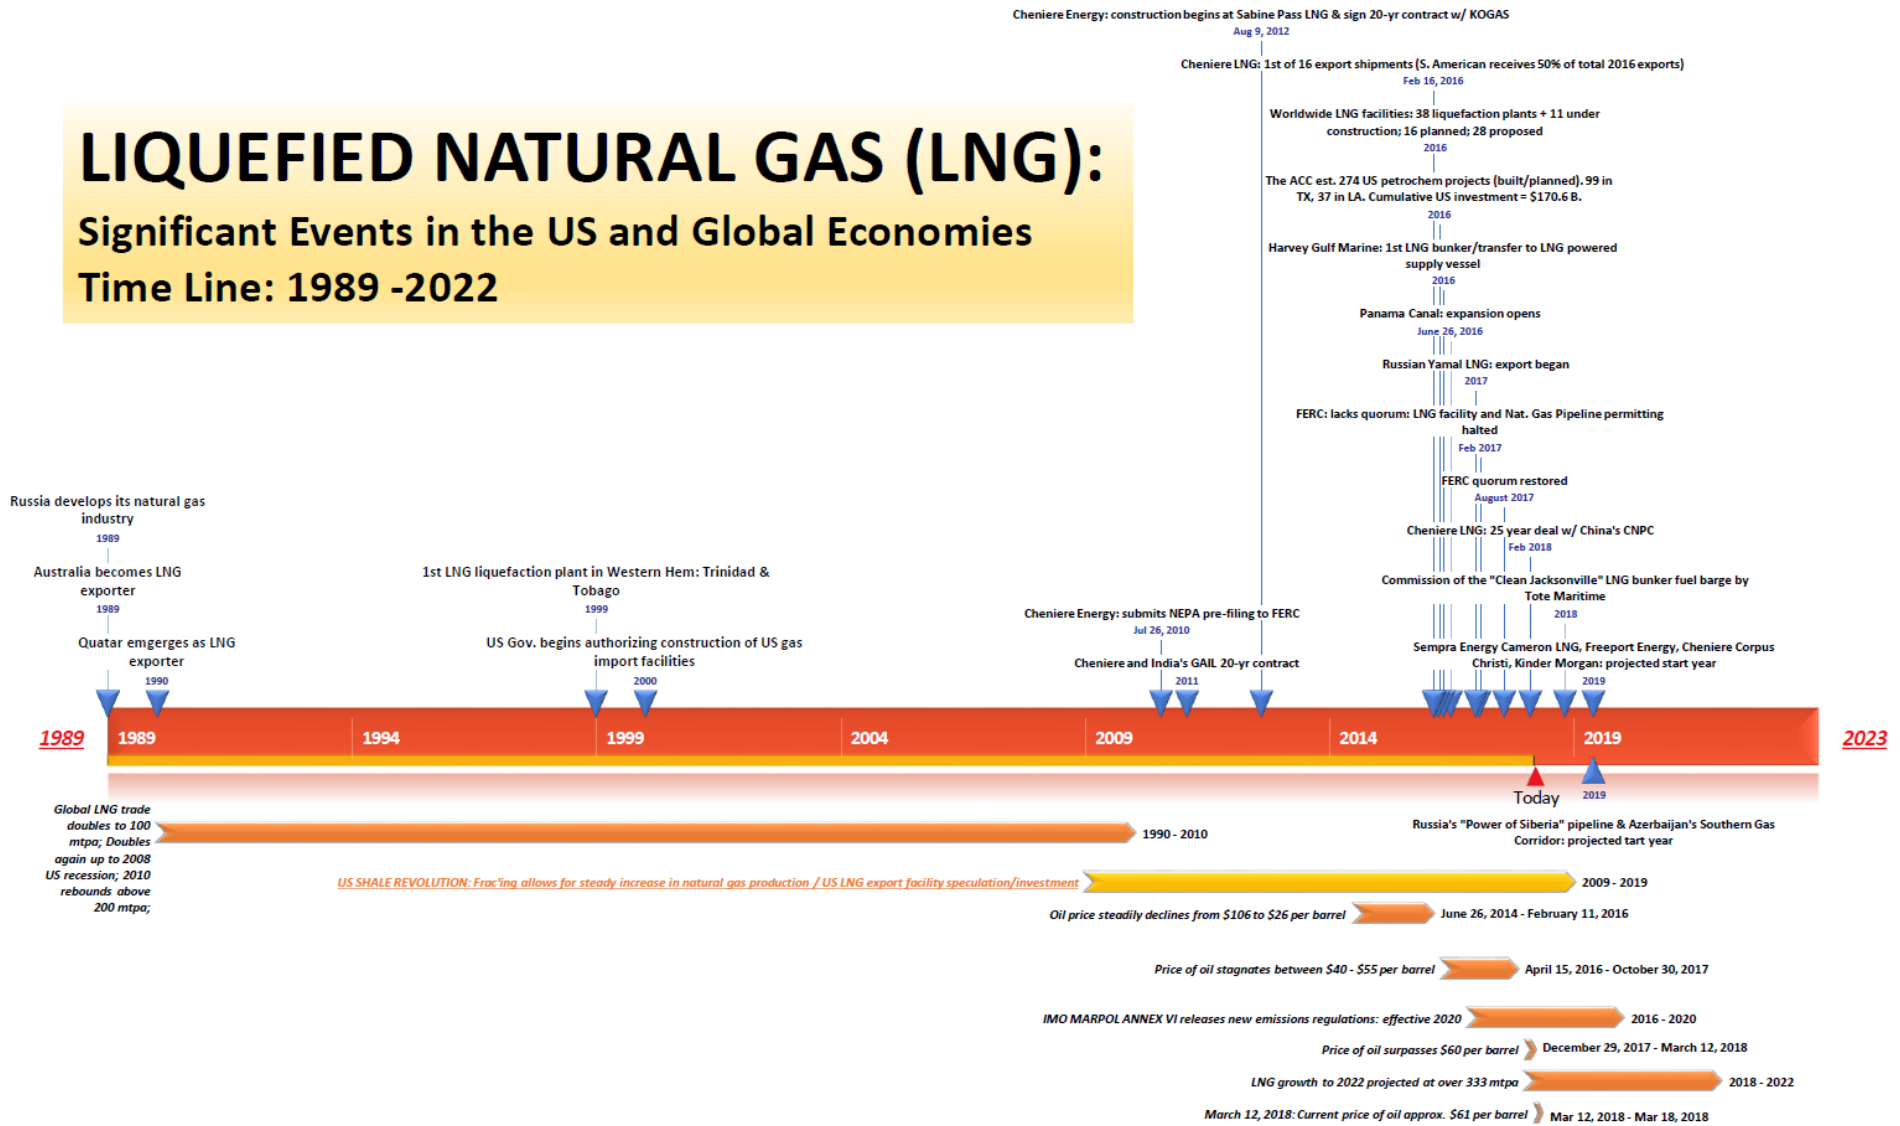 Cheniere Energy: construction begins at Sabine Pass LNG & sign 20-yr contract w/ KOGAS
Aug 9, 2012
Cheniere LNG: 1st of 16 export shipments (S. American receives 50% of total 2016 exports)
Feb 16, 2016
Worldwide LNG facilities: 38 liquefaction plants + 11 under
construction; 16 planned; 28 proposed
2016
The ACC est. 274 US petrochem projects (built/planned). 99 in
TX, 37 in LA. Cumulative US investment = $170.6 B.
2016
Harvey Gulf Marine: 1st LNG bunker/transfer to LNG powered
supply vessel
2016
Panama Canal: expansion opens
June 26, 2016
Russian Yamal LNG: export began
2017
FERC: lacks quorum: LNG facility and Nat. Gas Pipeline permitting
halted
Feb 2017
FERC quorum restored
August 2017
Cheniere LNG: 25 year deal w/ China's CNPC
Feb 2018
Commission of the "Clean Jacksonville" LNG bunker fuel barge by
Tote Maritime
2018
Sempra Energy Cameron LNG, Freeport Energy, Cheniere Corpus
Christi, Kinder Morgan: projected start year
2019
LIQUEFIED NATURAL GAS (LNG):
Significant Events in the US and Global Economies
Time Line: 1989 -2022
Russia develops its natural gas
industry
1989
Australia becomes LNG
exporter
1989
Quatar emgerges as LNG
exporter
1990
1st LNG liquefaction plant in Western Hem: Trinidad &
Tobago
1999
US Gov. begins authorizing construction of US gas
import facilities
2000
Cheniere Energy: submits NEPA pre-filing to FERC
Jul 26, 2010
Cheniere and India's GAIL 20-yr contract
2011
1989
1989
1994
1999
2004
2009
2014
2019
2023
Today
2019
Russia's "Power of Siberia" pipeline & Azerbaijan's Southern Gas
Corridor: projected tart year
Global LNG trade
doubles to 100
mtpa; Doubles
again up to 2008
US recession; 2010
rebounds above
200 mtpa;
1990 - 2010
US SHALE REVOLUTION: Frac'ing allows for steady increase in natural gas production / US LNG export facility speculation/investment
2009 - 2019
Oil price steadily declines from $106 to $26 per barrel
June 26, 2014 - February 11, 2016
Price of oil stagnates between $40 - $55 per barrel
April 15, 2016 - October 30, 2017
IMO MARPOL ANNEX VI releases new emissions regulations: effective 2020
2016 - 2020
Price of oil surpasses $60 per barrel
December 29, 2017 - March 12, 2018
LNG growth to 2022 projected at over 333 mtpa
2018 - 2022
March 12, 2018: Current price of oil approx. $61 per barrel
Mar 12, 2018 - Mar 18, 2018